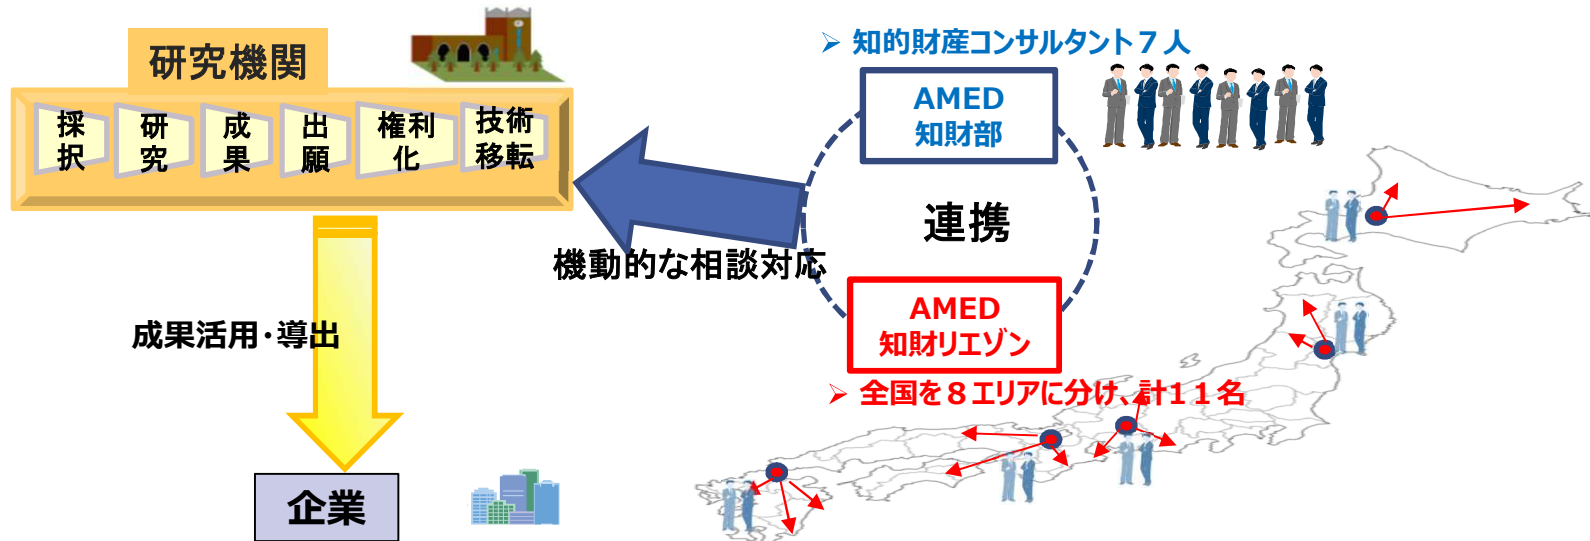 研究機関
採択
研究
成果
出願
権利化
技術移転
機動的な相談対応
成果活用・導出
企業
➢ 知的財産コンサルタント７人
AMED
知財部
連携
AMED
知財リエゾン
➢ 全国を８エリアに分け、計１１名